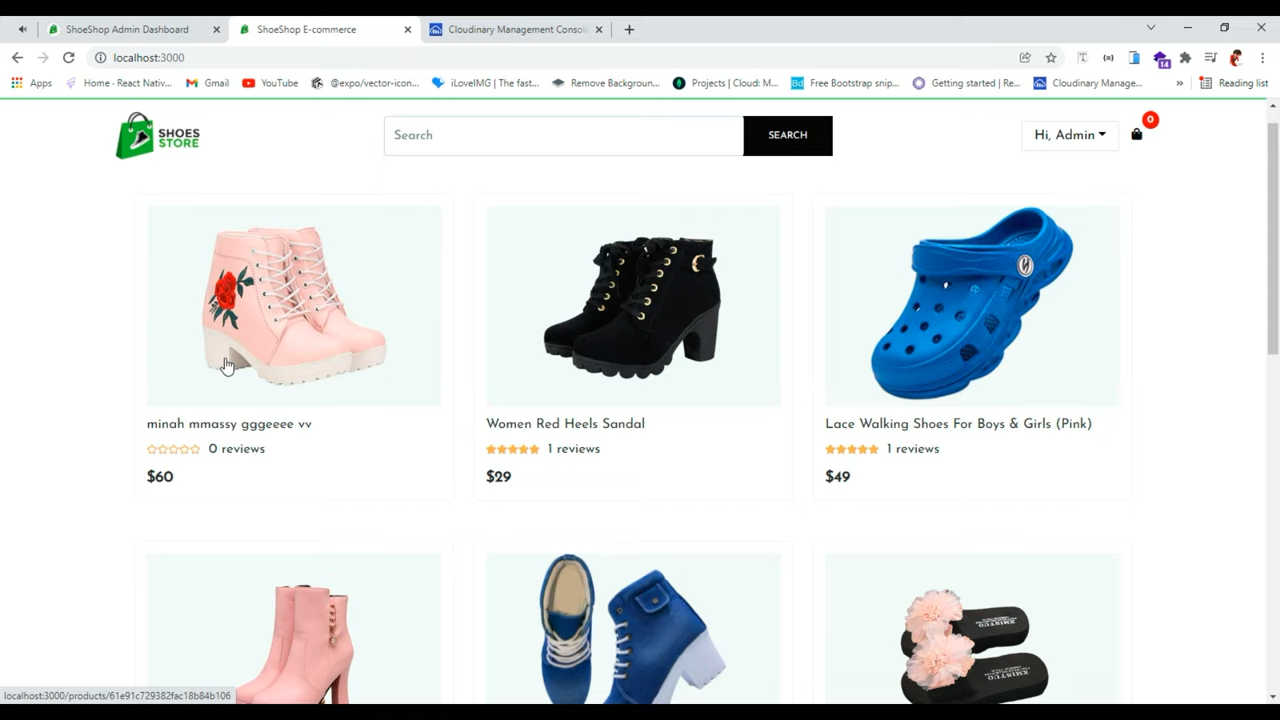 ShoeShop Admin Dashboard
ShoeShop E-commerce
Cloudinary Management Consol
localhost:3000
Apps
Home - React Nativ...
Gmail
YouTube
@expo/vector-icon...
iLoveIMG | The fast...
Remove Backgroun...
Projects | Cloud: M...
Free Bootstrap snip...
Getting started | Re...
Cloudinary Manage...
»
Reading list
14
SHOES
STORE
Search
SEARCH
Hi, Admin
0
minah mmassy gggeeee vv
0 reviews
$60
Women Red Heels Sandal
1 reviews
$29
Lace Walking Shoes For Boys & Girls (Pink)
1 reviews
$49
XMISTUO
XMISTUO
localhost:3000/products/61e91c729382fac18b84b106